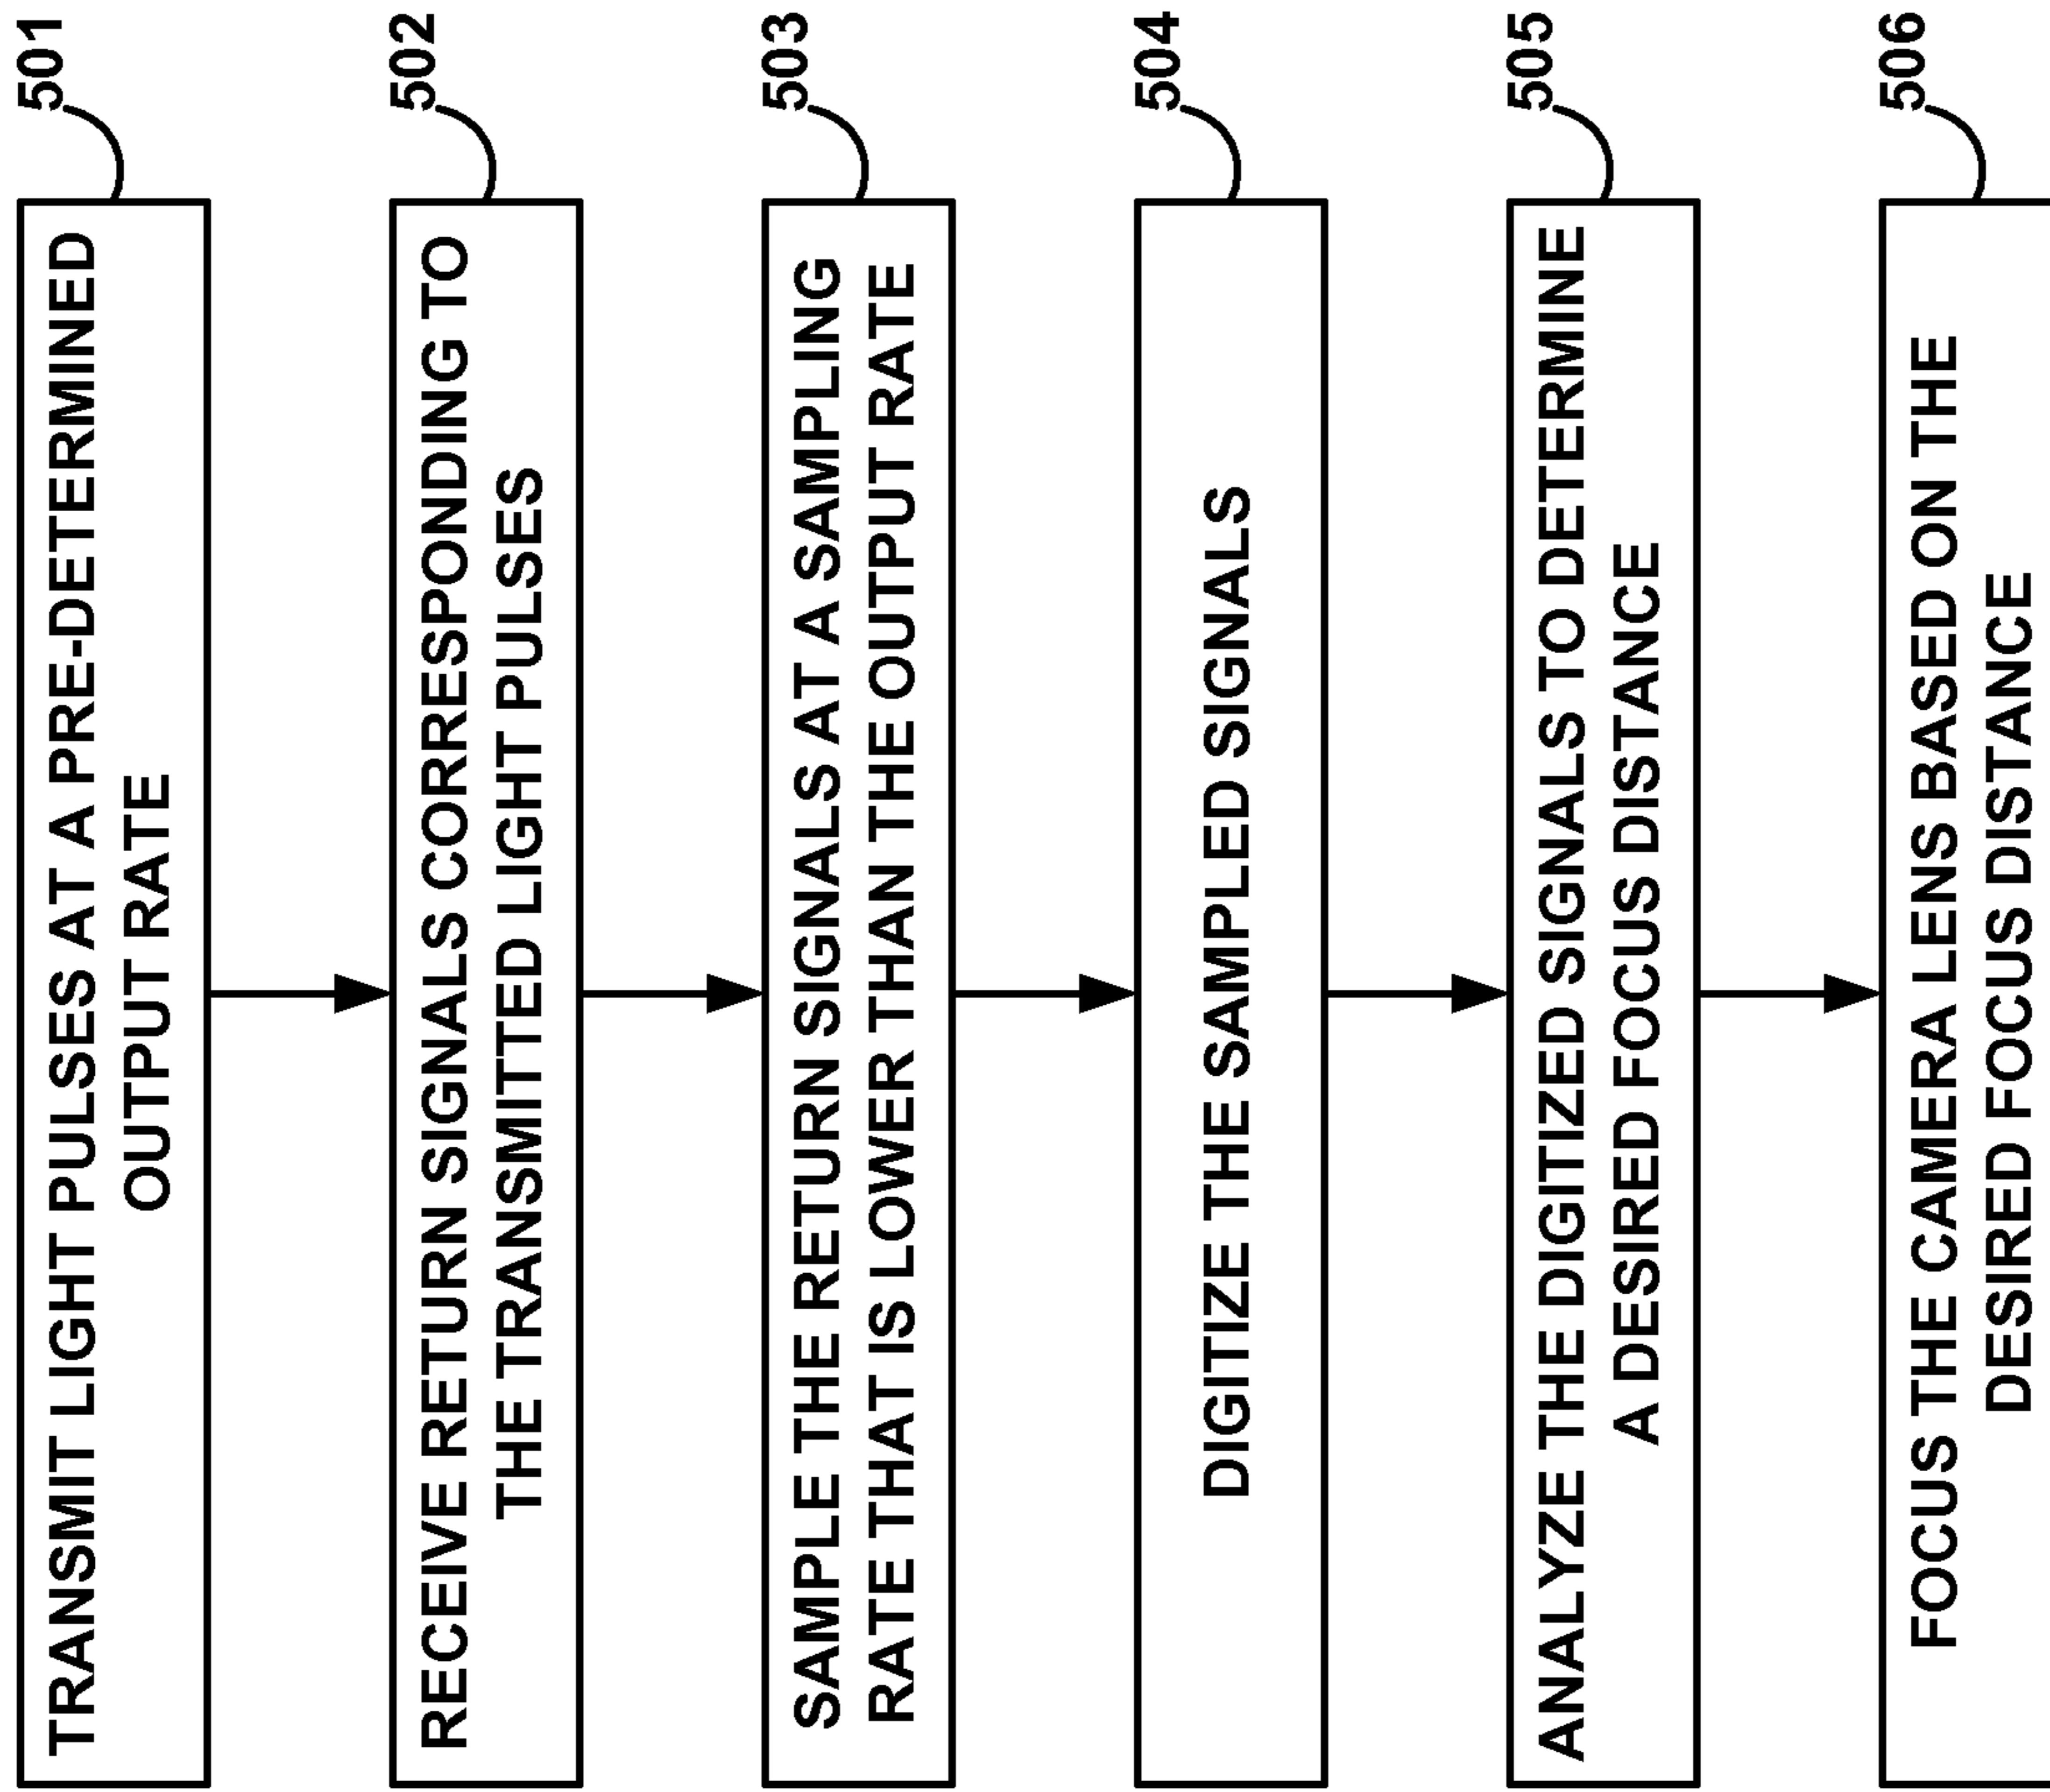 501
TRANSMIT LIGHT PULSES AT A PRE-DETERMINED
OUTPUT RATE
502
RECEIVE RETURN SIGNALS CORRESPONDING TO
THE TRANSMITTED LIGHT PULSES
503
SAMPLE THE RETURN SIGNALS AT A SAMPLING
RATE THAT IS LOWER THAN THE OUTPUT RATE
504
DIGITIZE THE SAMPLED SIGNALS
505
ANALYZE THE DIGITIZED SIGNALS TO DETERMINE
A DESIRED FOCUS DISTANCE
506
FOCUS THE CAMERA LENS BASED ON THE
DESIRED FOCUS DISTANCE